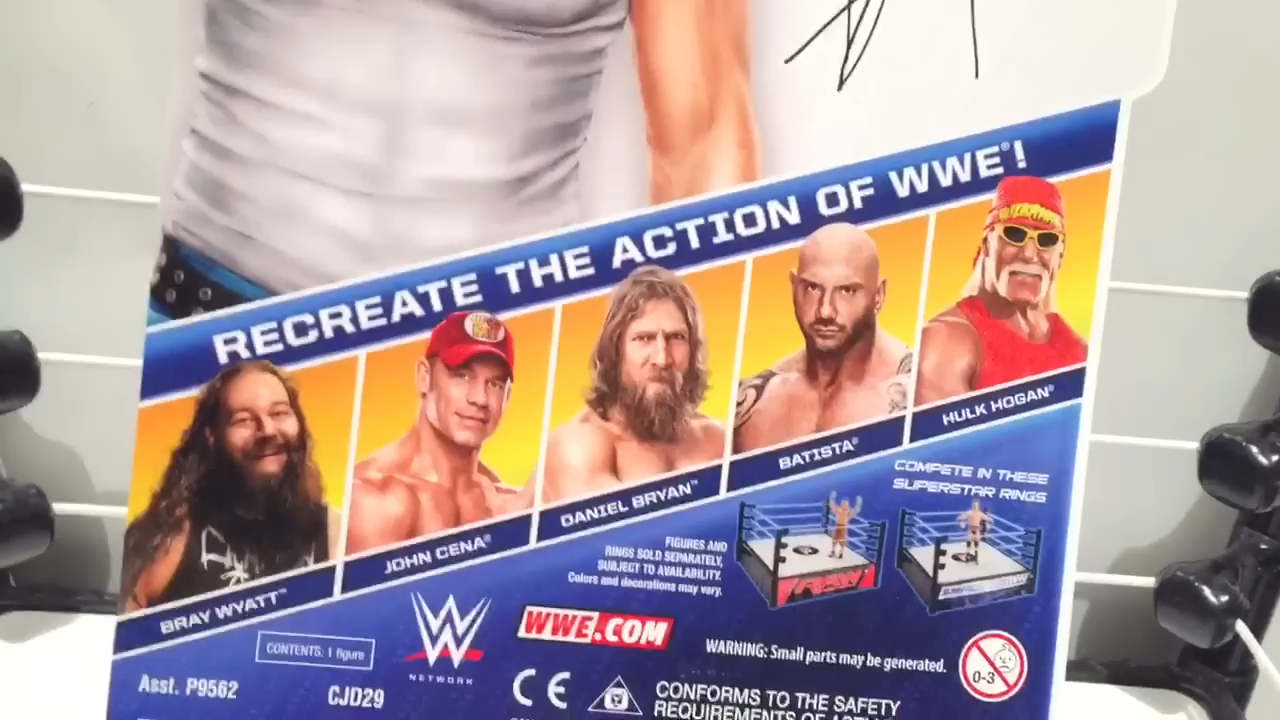 RECREATE THE ACTION OF WWE®!
BRAY WYATT™
JOHN CENA®
DANIEL BRYAN™
BATISTA®
HULK HOGAN®
COMPETE IN THESE
SUPERSTAR RINGS
FIGURES AND
RINGS SOLD SEPARATELY,
SUBJECT TO AVAILABILITY.
Colors and decorations may vary.
RAW
CONTENTS: 1 figure
W
NETWORK
WWE.COM
WARNING: Small parts may be generated.
0-3
Asst. P9562
CJD29
CE
CONFORMS TO THE SAFETY
REQUIREMENTS OF